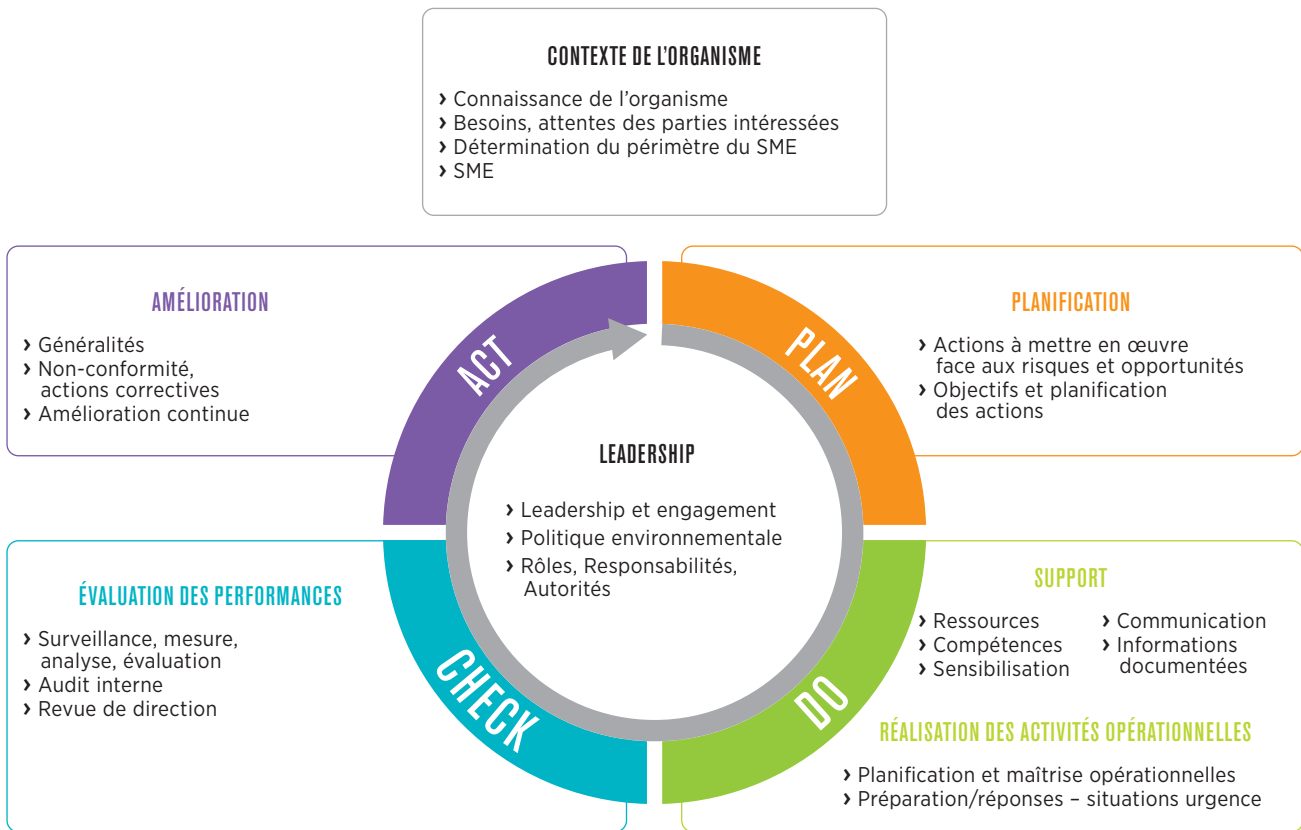 CONTEXTE DE L'ORGANISME
› Connaissance de l'organisme
› Besoins, attentes des parties intéressées
› Détermination du périmètre du SME
› SME
AMÉLIORATION
› Généralités
› Non-conformité,
actions correctives
› Amélioration continue
ACT
PLAN
PLANIFICATION
› Actions à mettre en œuvre
face aux risques et opportunités
› Objectifs et planification
des actions
LEADERSHIP
› Leadership et engagement
› Politique environnementale
› Rôles, Responsabilités,
Autorités
ÉVALUATION DES PERFORMANCES
› Surveillance, mesure,
analyse, évaluation
› Audit interne
› Revue de direction
CHECK
DO
SUPPORT
› Ressources
› Compétences
› Sensibilisation
› Communication
› Informations
documentées
RÉALISATION DES ACTIVITÉS OPÉRATIONNELLES
› Planification et maîtrise opérationnelles
› Préparation/réponses – situations urgence